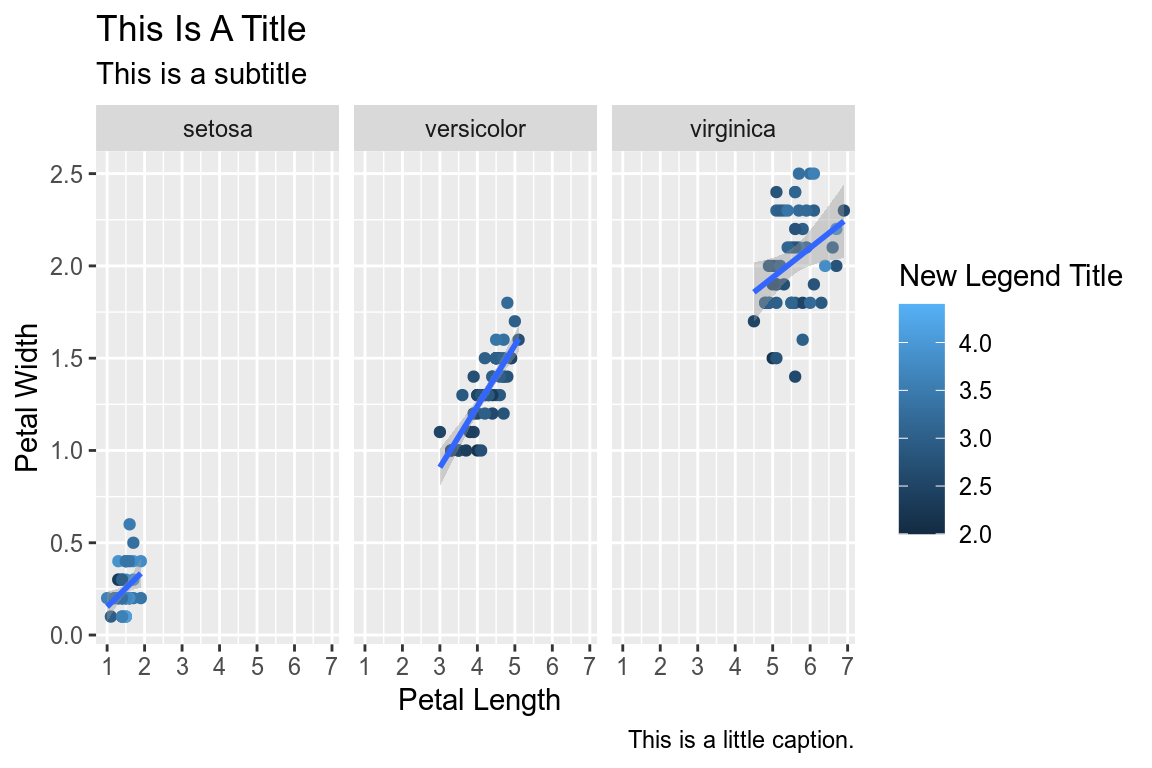 This Is A Title
This is a subtitle
setosa versicolor virginica
2.5
2.0
1.5
1.0
0.5
0.0
Petal Width
1 2 3 4 5 6 7 1 2 3 4 5 6 7 1 2 3 4 5 6 7
Petal Length
New Legend Title
4.0
3.5
3.0
2.5
2.0
This is a little caption.